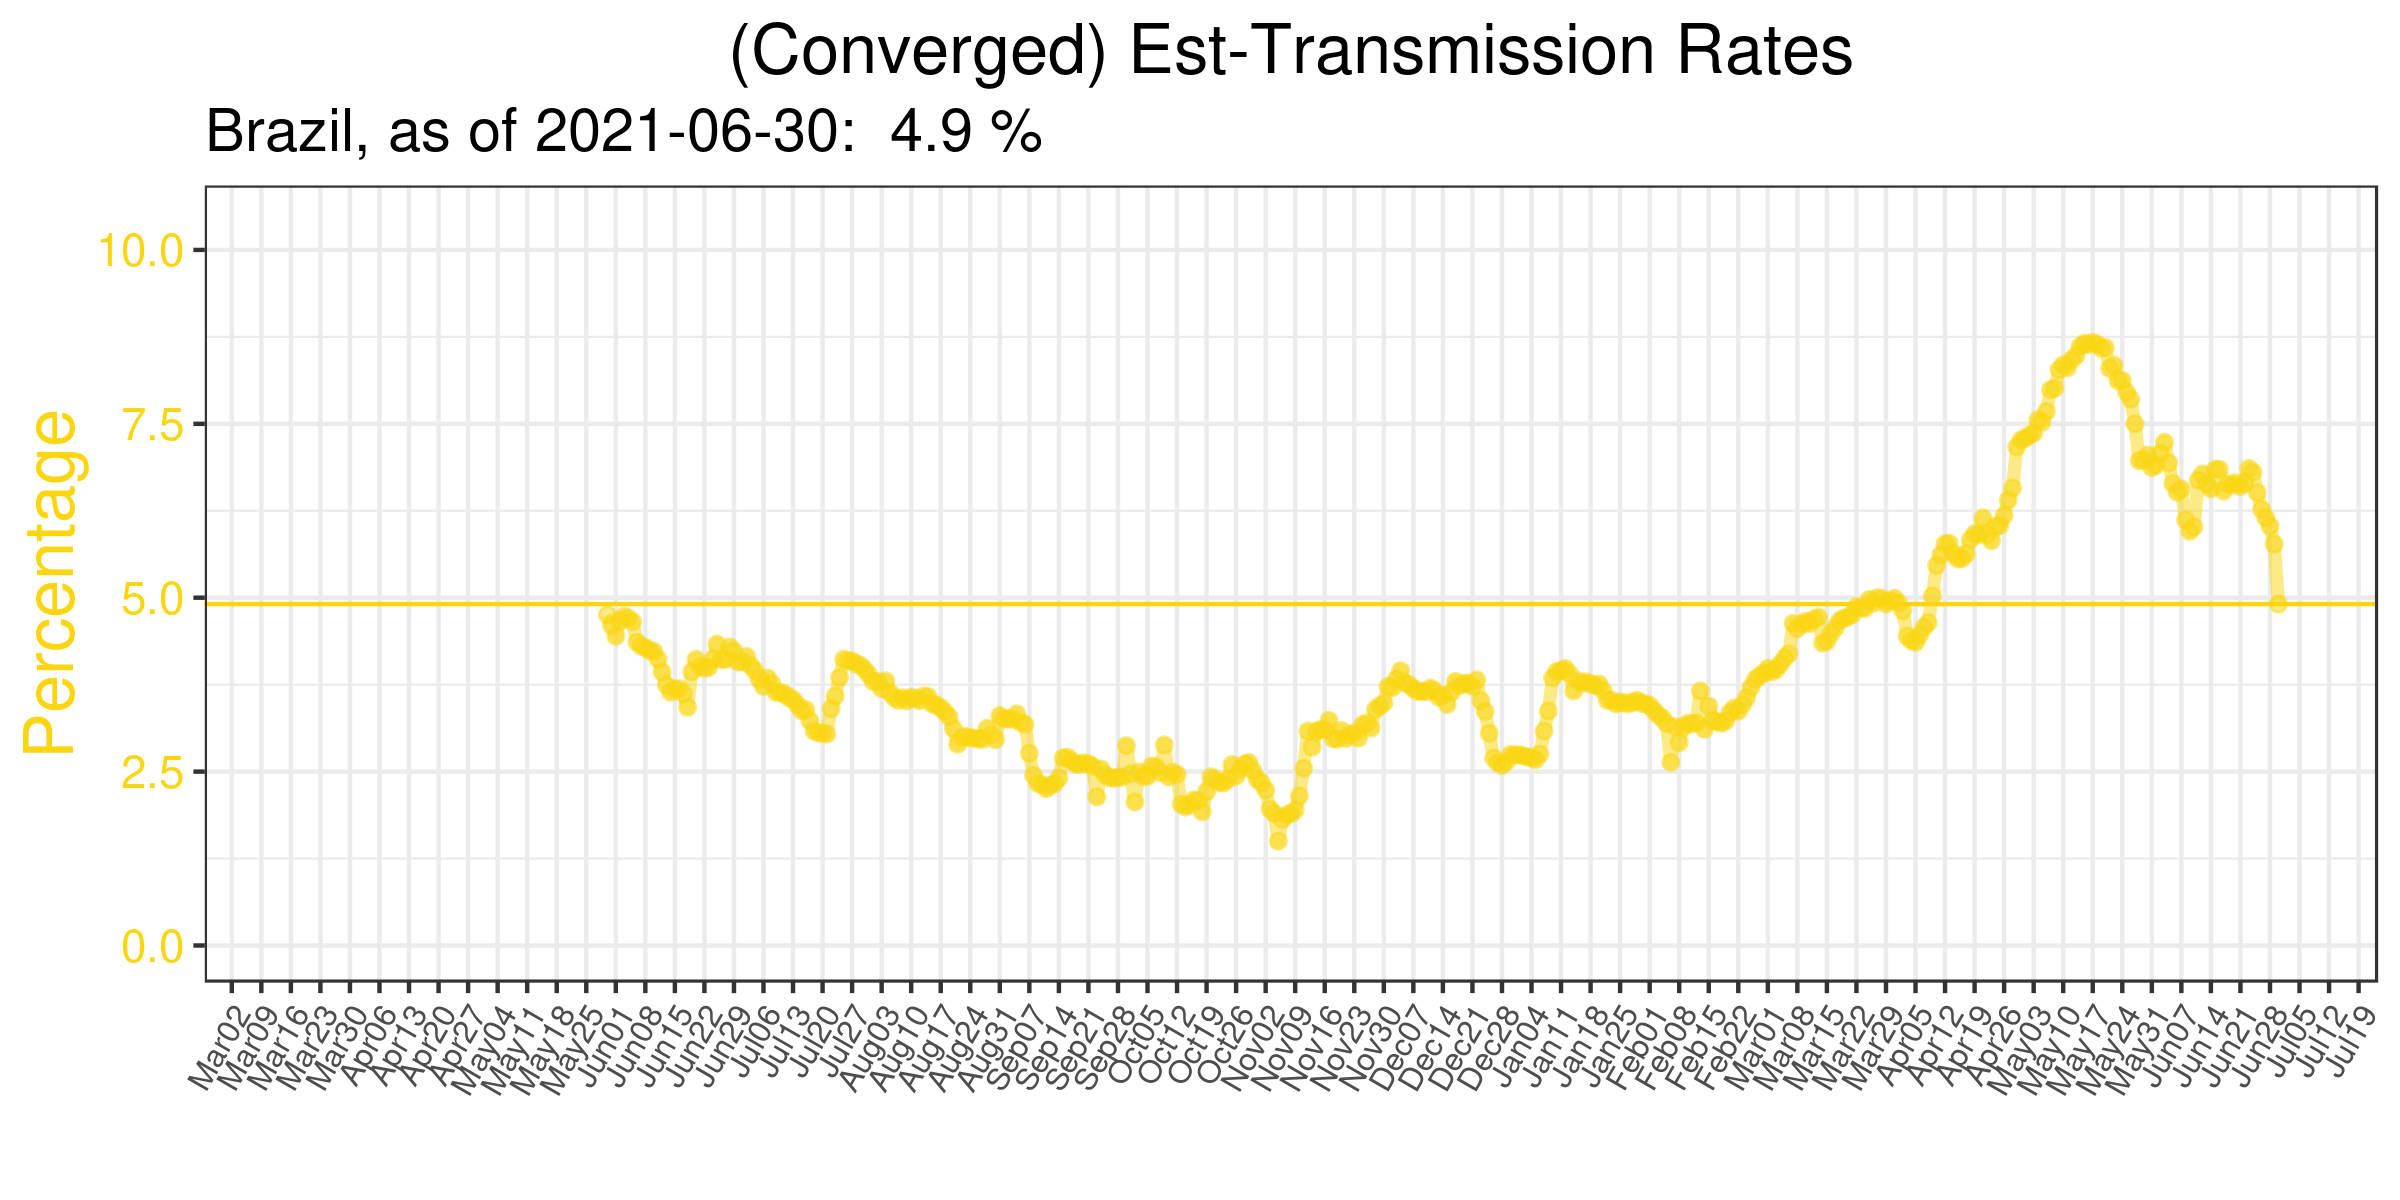 (Converged) Est-Transmission Rates
Brazil, as of 2021-06-30:  4.9 %
Percentage
10.0
7.5
5.0
2.5
0.0
Mar02
Mar09
Mar16
Mar23
Mar30
Apr06
Apr13
Apr20
Apr27
May04
May11
May18
May25
Jun01
Jun08
Jun15
Jun22
Jun29
Jul06
Jul13
Jul20
Jul27
Aug03
Aug10
Aug17
Aug24
Aug31
Sep07
Sep14
Sep21
Sep28
Oct05
Oct12
Oct19
Oct26
Nov02
Nov09
Nov16
Nov23
Nov30
Dec07
Dec14
Dec21
Dec28
Jan04
Jan11
Jan18
Jan25
Feb01
Feb08
Feb15
Feb22
Mar01
Mar08
Mar15
Mar22
Mar29
Apr05
Apr12
Apr19
Apr26
May03
May10
May17
May24
May31
Jun07
Jun14
Jun21
Jun28
Jul05
Jul12
Jul19